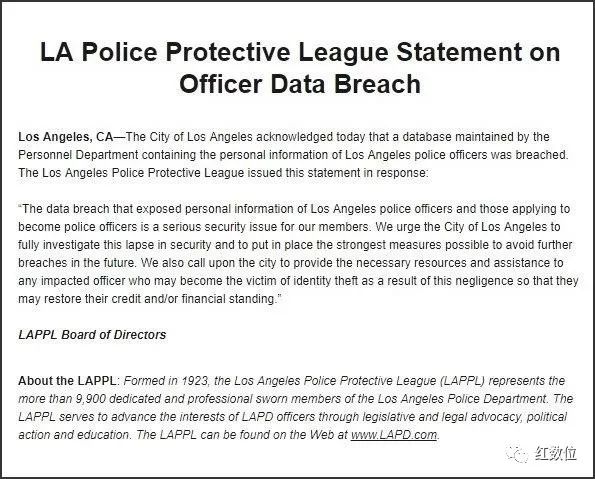 LA Police Protective League Statement on
Officer Data Breach
Los Angeles, CA—The City of Los Angeles acknowledged today that a database maintained by the
Personnel Department containing the personal information of Los Angeles police officers was breached.
The Los Angeles Police Protective League issued this statement in response:
“The data breach that exposed personal information of Los Angeles police officers and those applying to
become police officers is a serious security issue for our members. We urge the City of Los Angeles to
fully investigate this lapse in security and to put in place the strongest measures possible to avoid further
breaches in the future. We also call upon the city to provide the necessary resources and assistance to
any impacted officer who may become the victim of identity theft as a result of this negligence so that they
may restore their credit and/or financial standing.”
LAPPL Board of Directors
About the LAPPL: Formed in 1923, the Los Angeles Police Protective League (LAPPL) represents the
more than 9,900 dedicated and professional sworn members of the Los Angeles Police Department. The
LAPPL serves to advance the interests of LAPD officers through legislative and legal advocacy, political
action and education. The LAPPL can be found on the Web at www.LAPD.com.
红数位